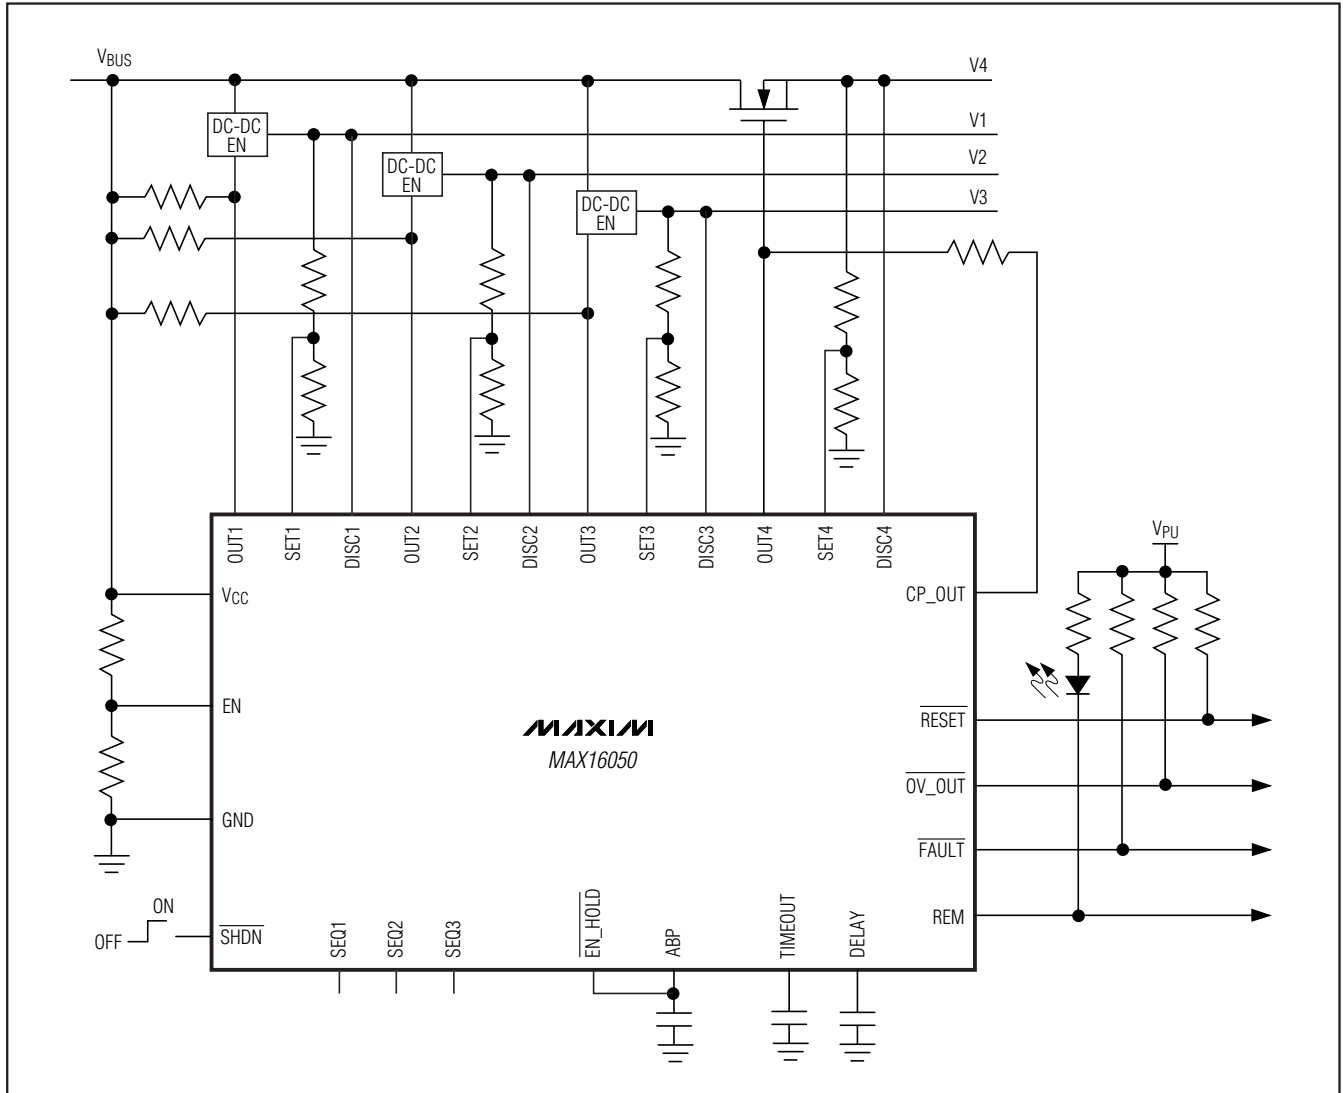 VBUS
V4
DC-DC
EN
V1
DC-DC
EN
V2
DC-DC
EN
V3
OUT1
SET1
DISC1
OUT2
SET2
DISC2
OUT3
SET3
DISC3
OUT4
SET4
DISC4
VPU
VCC
CP_OUT
EN
RESET
MAXIM
MAX16050
OV_OUT
GND
FAULT
ON
OFF
SHDN
REM
SEQ1
SEQ2
SEQ3
EN_HOLD
ABP
TIMEOUT
DELAY